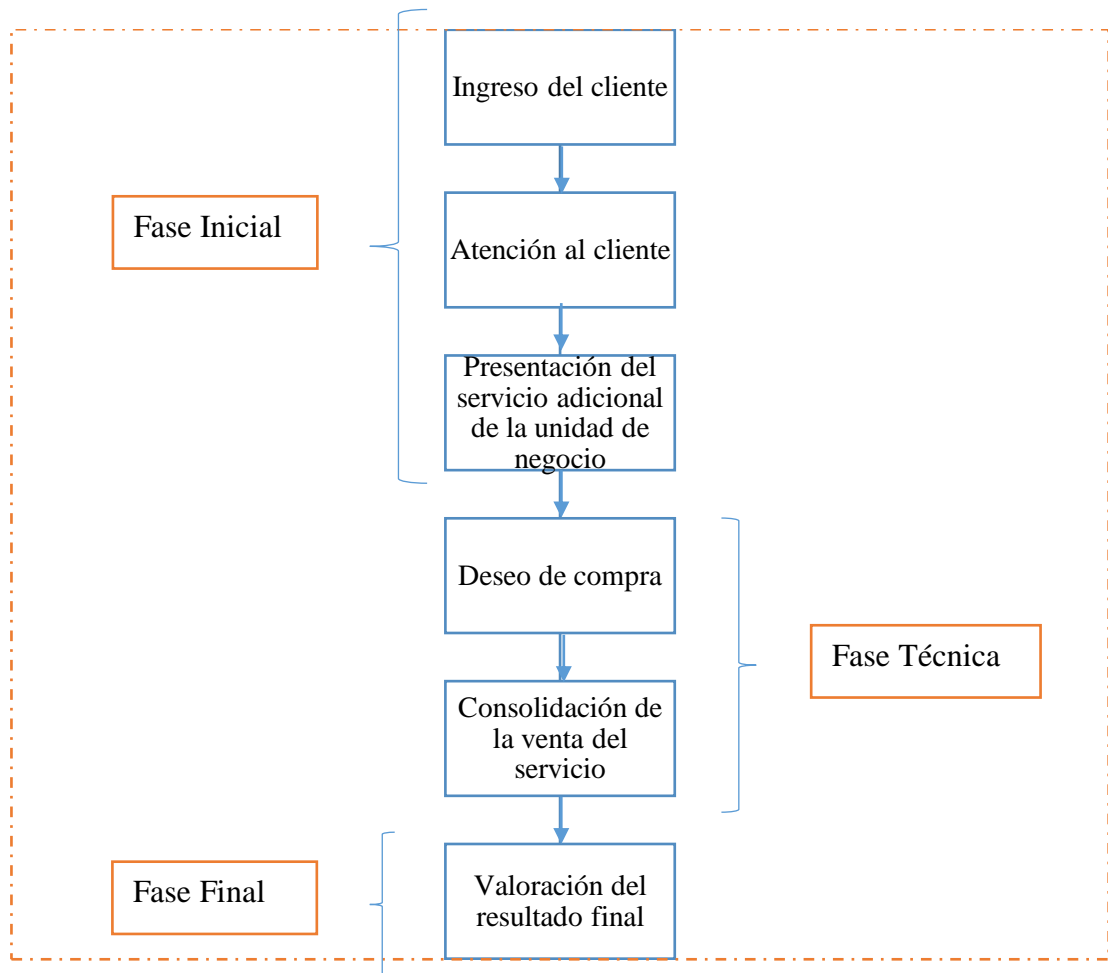 Ingreso del cliente
Fase Inicial
Atención al cliente
Presentación del
servicio adicional
de la unidad de
negocio
Deseo de compra
Fase Técnica
Consolidación de
la venta del
servicio
Fase Final
Valoración del
resultado final